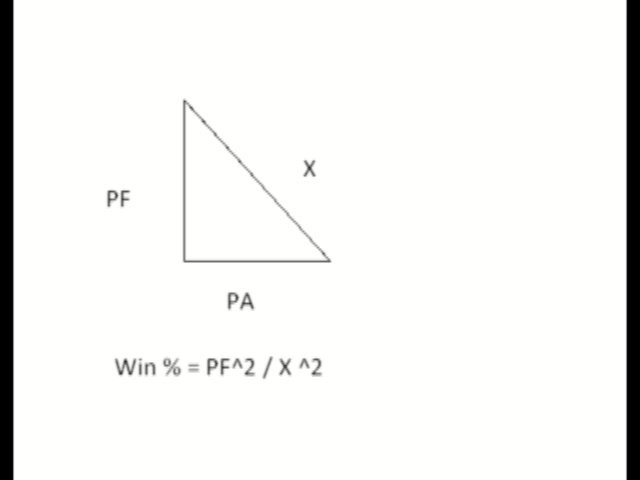 X
PF
PA
Win % = PF^2 / X ^2